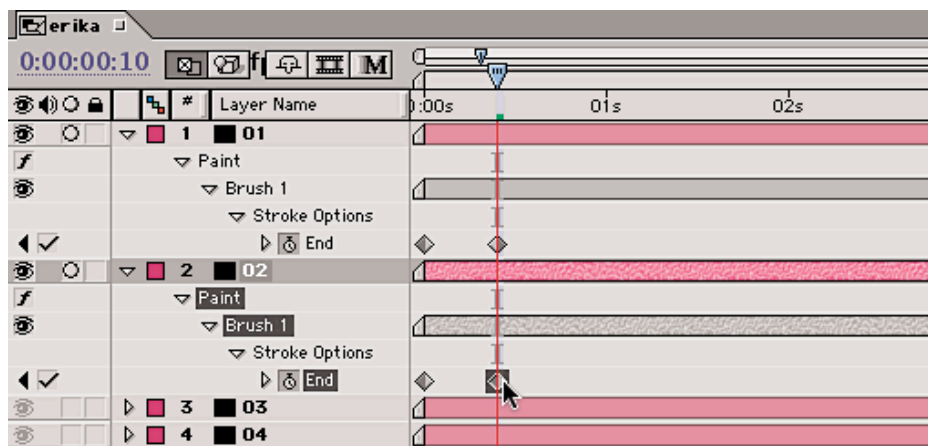 erika
0:00:00:10 f M
# Layer Name 0:00s 01s 02s
1 01
f Paint
Brush 1
Stroke Options
End
2 02
f Paint
Brush 1
Stroke Options
End
3 03
4 04